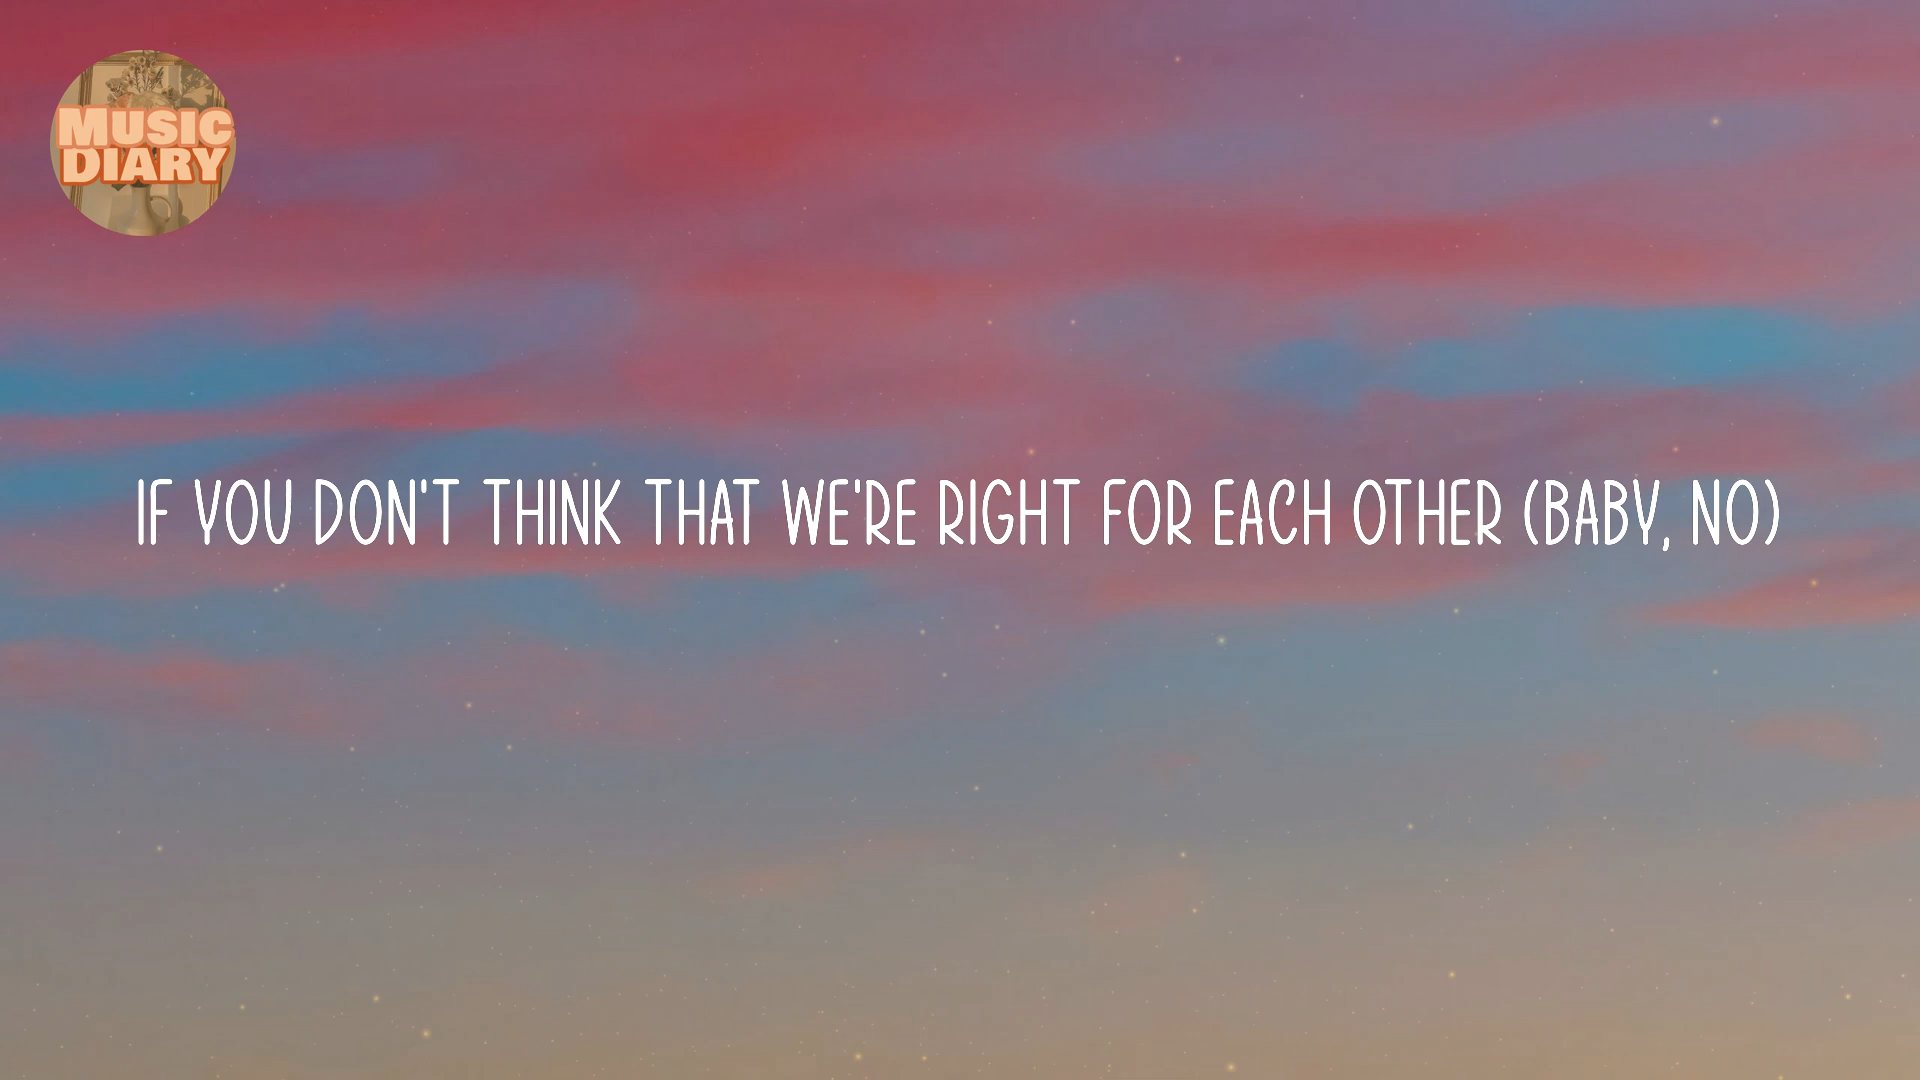 MUSIC
DIARY
IF YOU DON'T THINK THAT WE'RE RIGHT FOR EACH OTHER (BABY, NO)